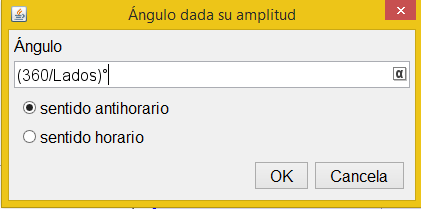 Ángulo dada su amplitud
Ángulo
(360/Lados)°
α
sentido antihorario
sentido horario
OK Cancela